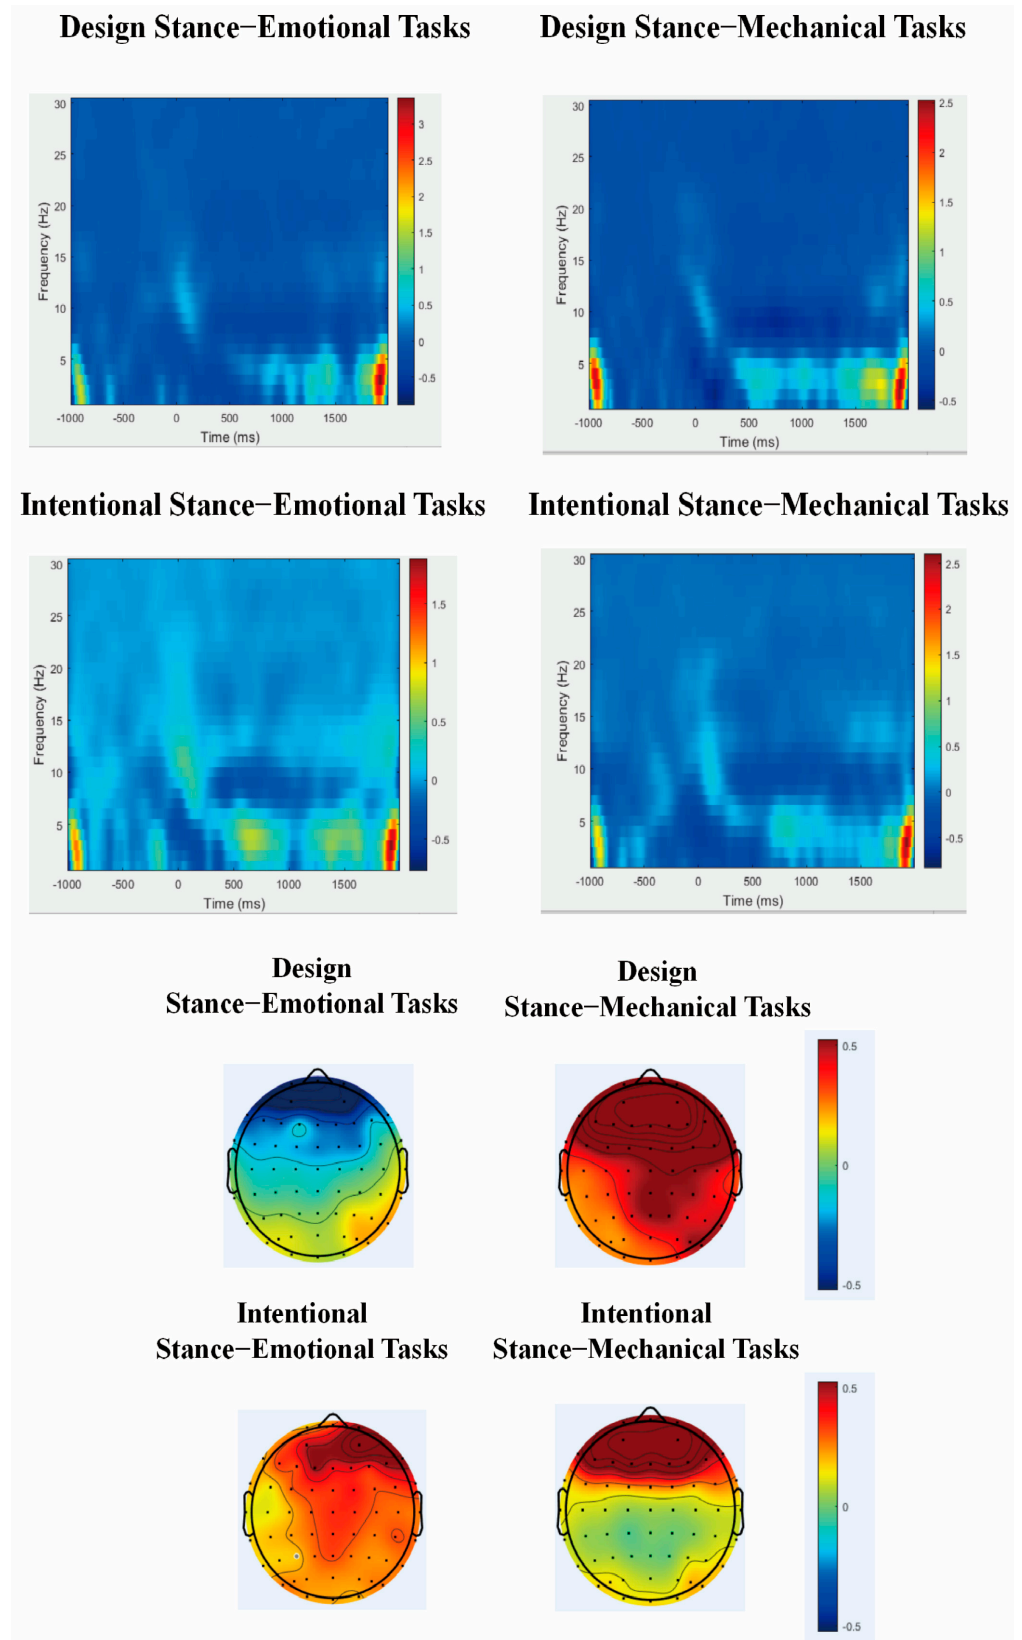 Design Stance−Emotional Tasks
Design Stance−Mechanical Tasks
30
25
20
15
10
5
Frequency (Hz)
-1000 -500 0 500 1000 1500
Time (ms)
3
2.5
2
1.5
1
0.5
0
-0.5
30
25
20
15
10
5
Frequency (Hz)
-1000 -500 0 500 1000 1500
Time (ms)
2.5
2
1.5
1
0.5
0
-0.5
Intentional Stance−Emotional Tasks
Intentional Stance−Mechanical Tasks
30
25
20
15
10
5
Frequency (Hz)
-1000 -500 0 500 1000 1500
Time (ms)
1.5
1
0.5
0
-0.5
30
25
20
15
10
5
Frequency (Hz)
-1000 -500 0 500 1000 1500
Time (ms)
2.5
2
1.5
1
0.5
0
-0.5
Design
Stance−Emotional Tasks
Design
Stance−Mechanical Tasks
0.5
0
-0.5
Intentional
Stance−Emotional Tasks
Intentional
Stance−Mechanical Tasks
0.5
0
-0.5